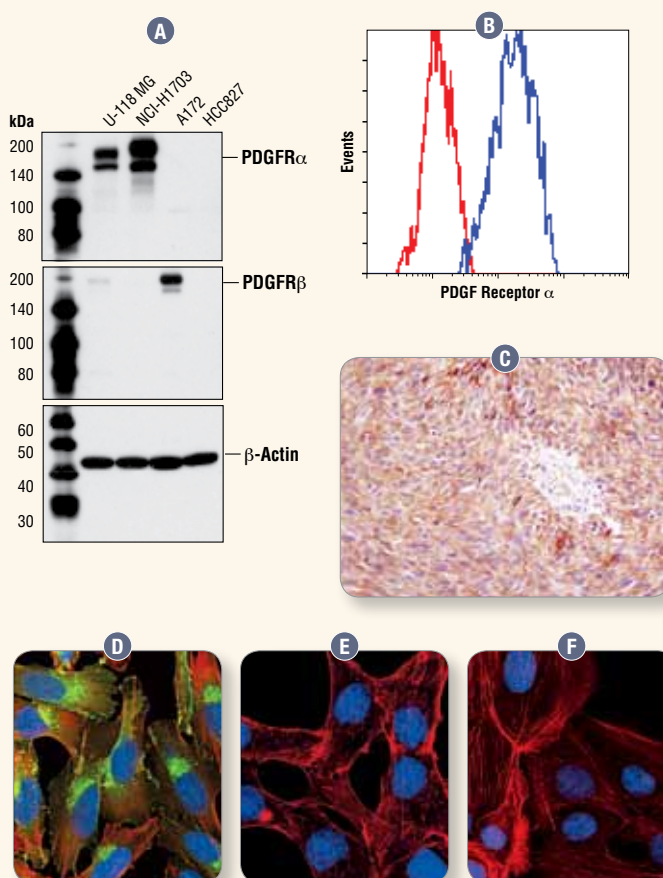 A
B
U-118 MG
NCI-H1703
A172
HCC827
kDa
200
140
100
80
PDGFRα
200
140
100
80
PDGFRβ
60
50
40
30
β-Actin
Events
PDGF Receptor α
C
D
E
F